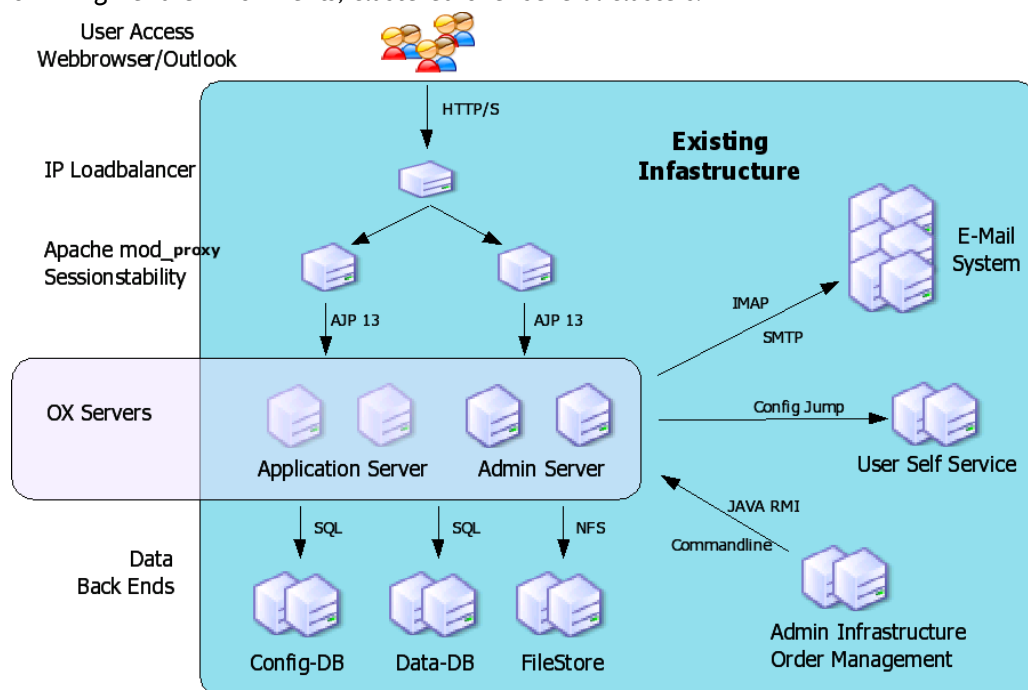 User Access
Webbrowser/Outlook
HTTP/S
Existing
Infastructure
IP Loadbalancer
Apache mod_proxy
Sessionstability
E-Mail
System
AJP 13
AJP 13
IMAP
SMTP
OX Servers
Application Server
Admin Server
Config Jump
User Self Service
JAVA RMI
Commandline
SQL
SQL
NFS
Data
Back Ends
Config-DB
Data-DB
FileStore
Admin Infrastructure
Order Management